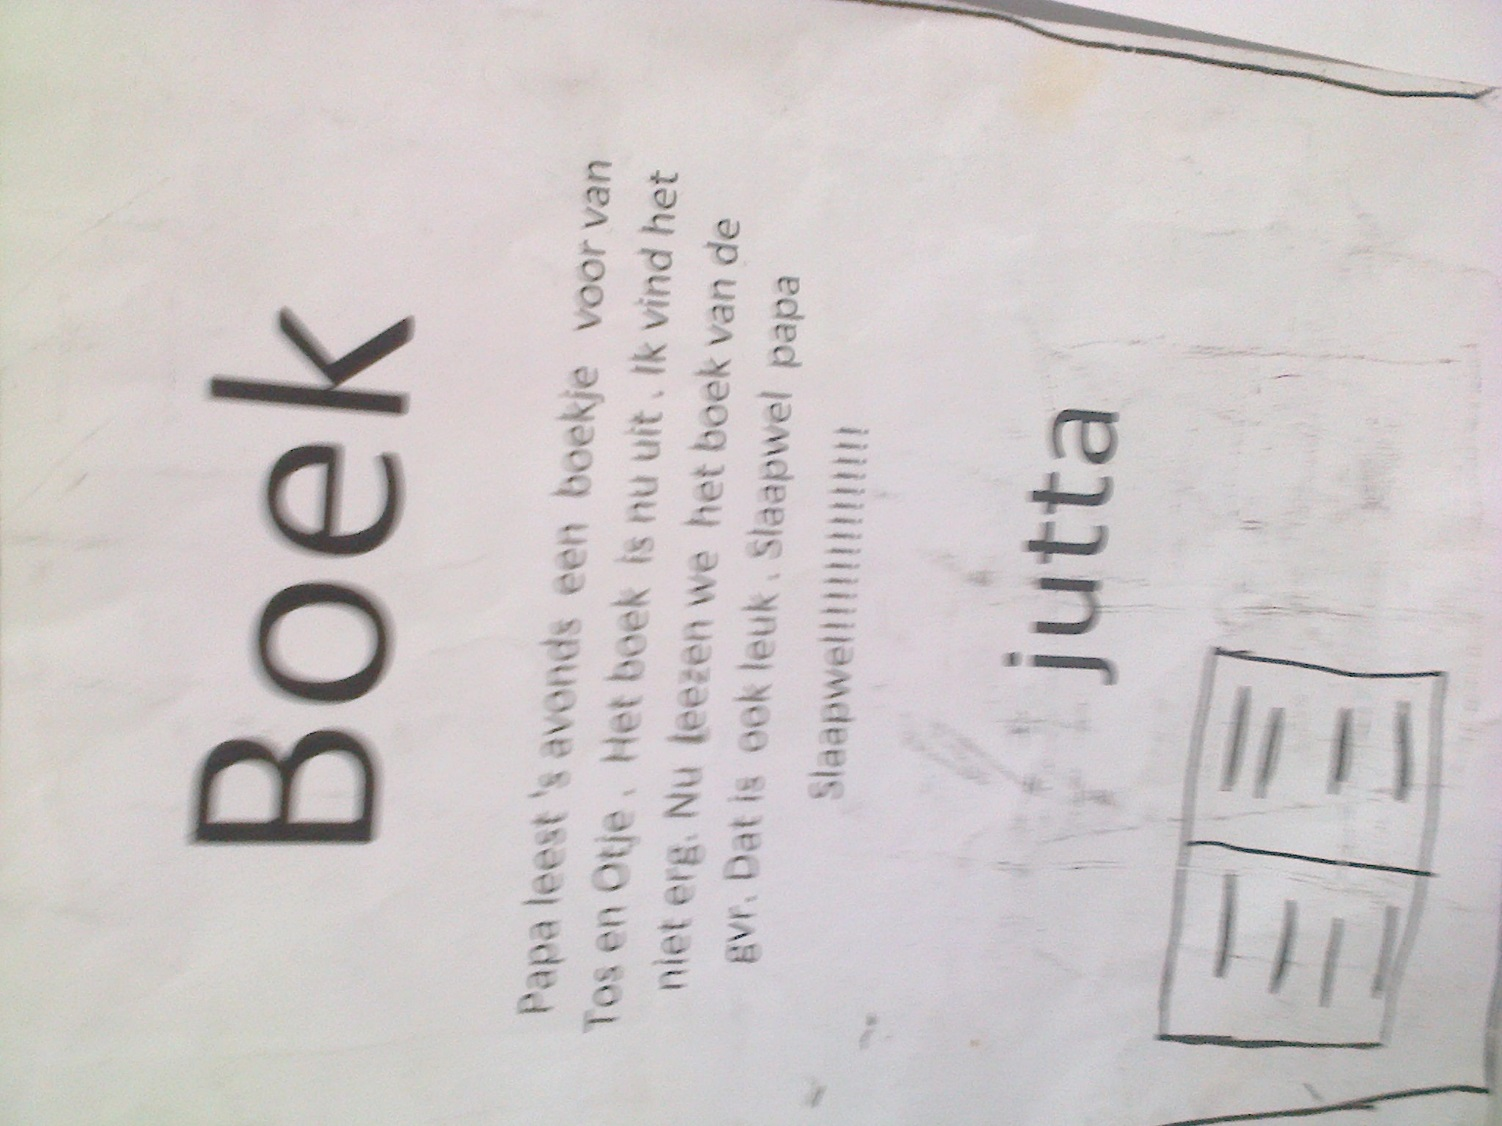 Boek
Papa leest 's avonds een boekje voor van
Tos en Otje . Het boek is nu uit . Ik vind het
niet erg. Nu leezen we het boek van de
gvr. Dat is ook leuk . Slaapwel papa
Slaapwel!!!!!!!!!!!!!!!
jutta